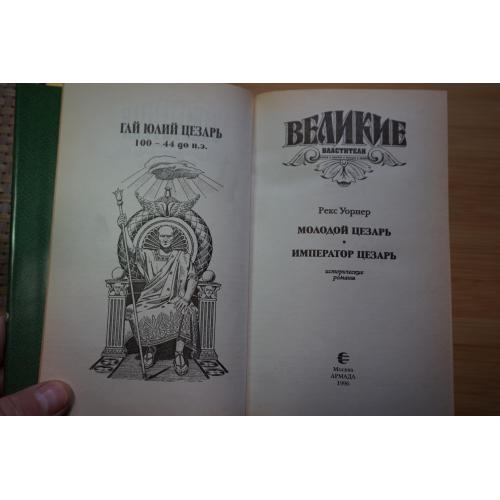 ГАЙ ЮЛИЙ ЦЕЗАРЬ
100 – 44 до н.э.
ВЕЛИКИЕ
ВЛАСТИТЕЛИ
Рекс Уорнер
МОЛОДОЙ ЦЕЗАРЬ
•
ИМПЕРАТОР ЦЕЗАРЬ
исторические
романы
Москва
АРМАДА
1996